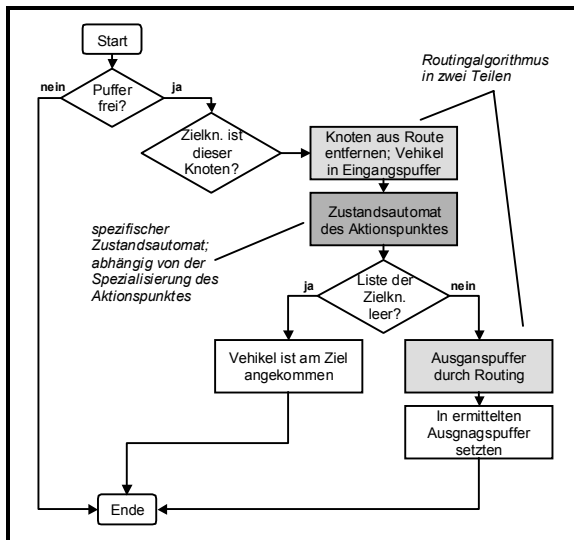 Start
Routingalgorithmus
in zwei Teilen
nein
Puffer
frei?
ja
Zielkn. ist
dieser
Knoten?
Knoten aus Route
entfernen; Vehikel
in Eingangspuffer
Zustandsautomat
des Aktionspunktes
spezifischer
Zustandsautomat;
abhängig von der
Spezialisierung des
Aktionspunktes
ja
Liste der
Zielkn.
leer?
nein
Vehikel ist am Ziel
angekommen
Ausganspuffer
durch Routing
In ermittelten
Ausgnagspuffer
setzten
Ende